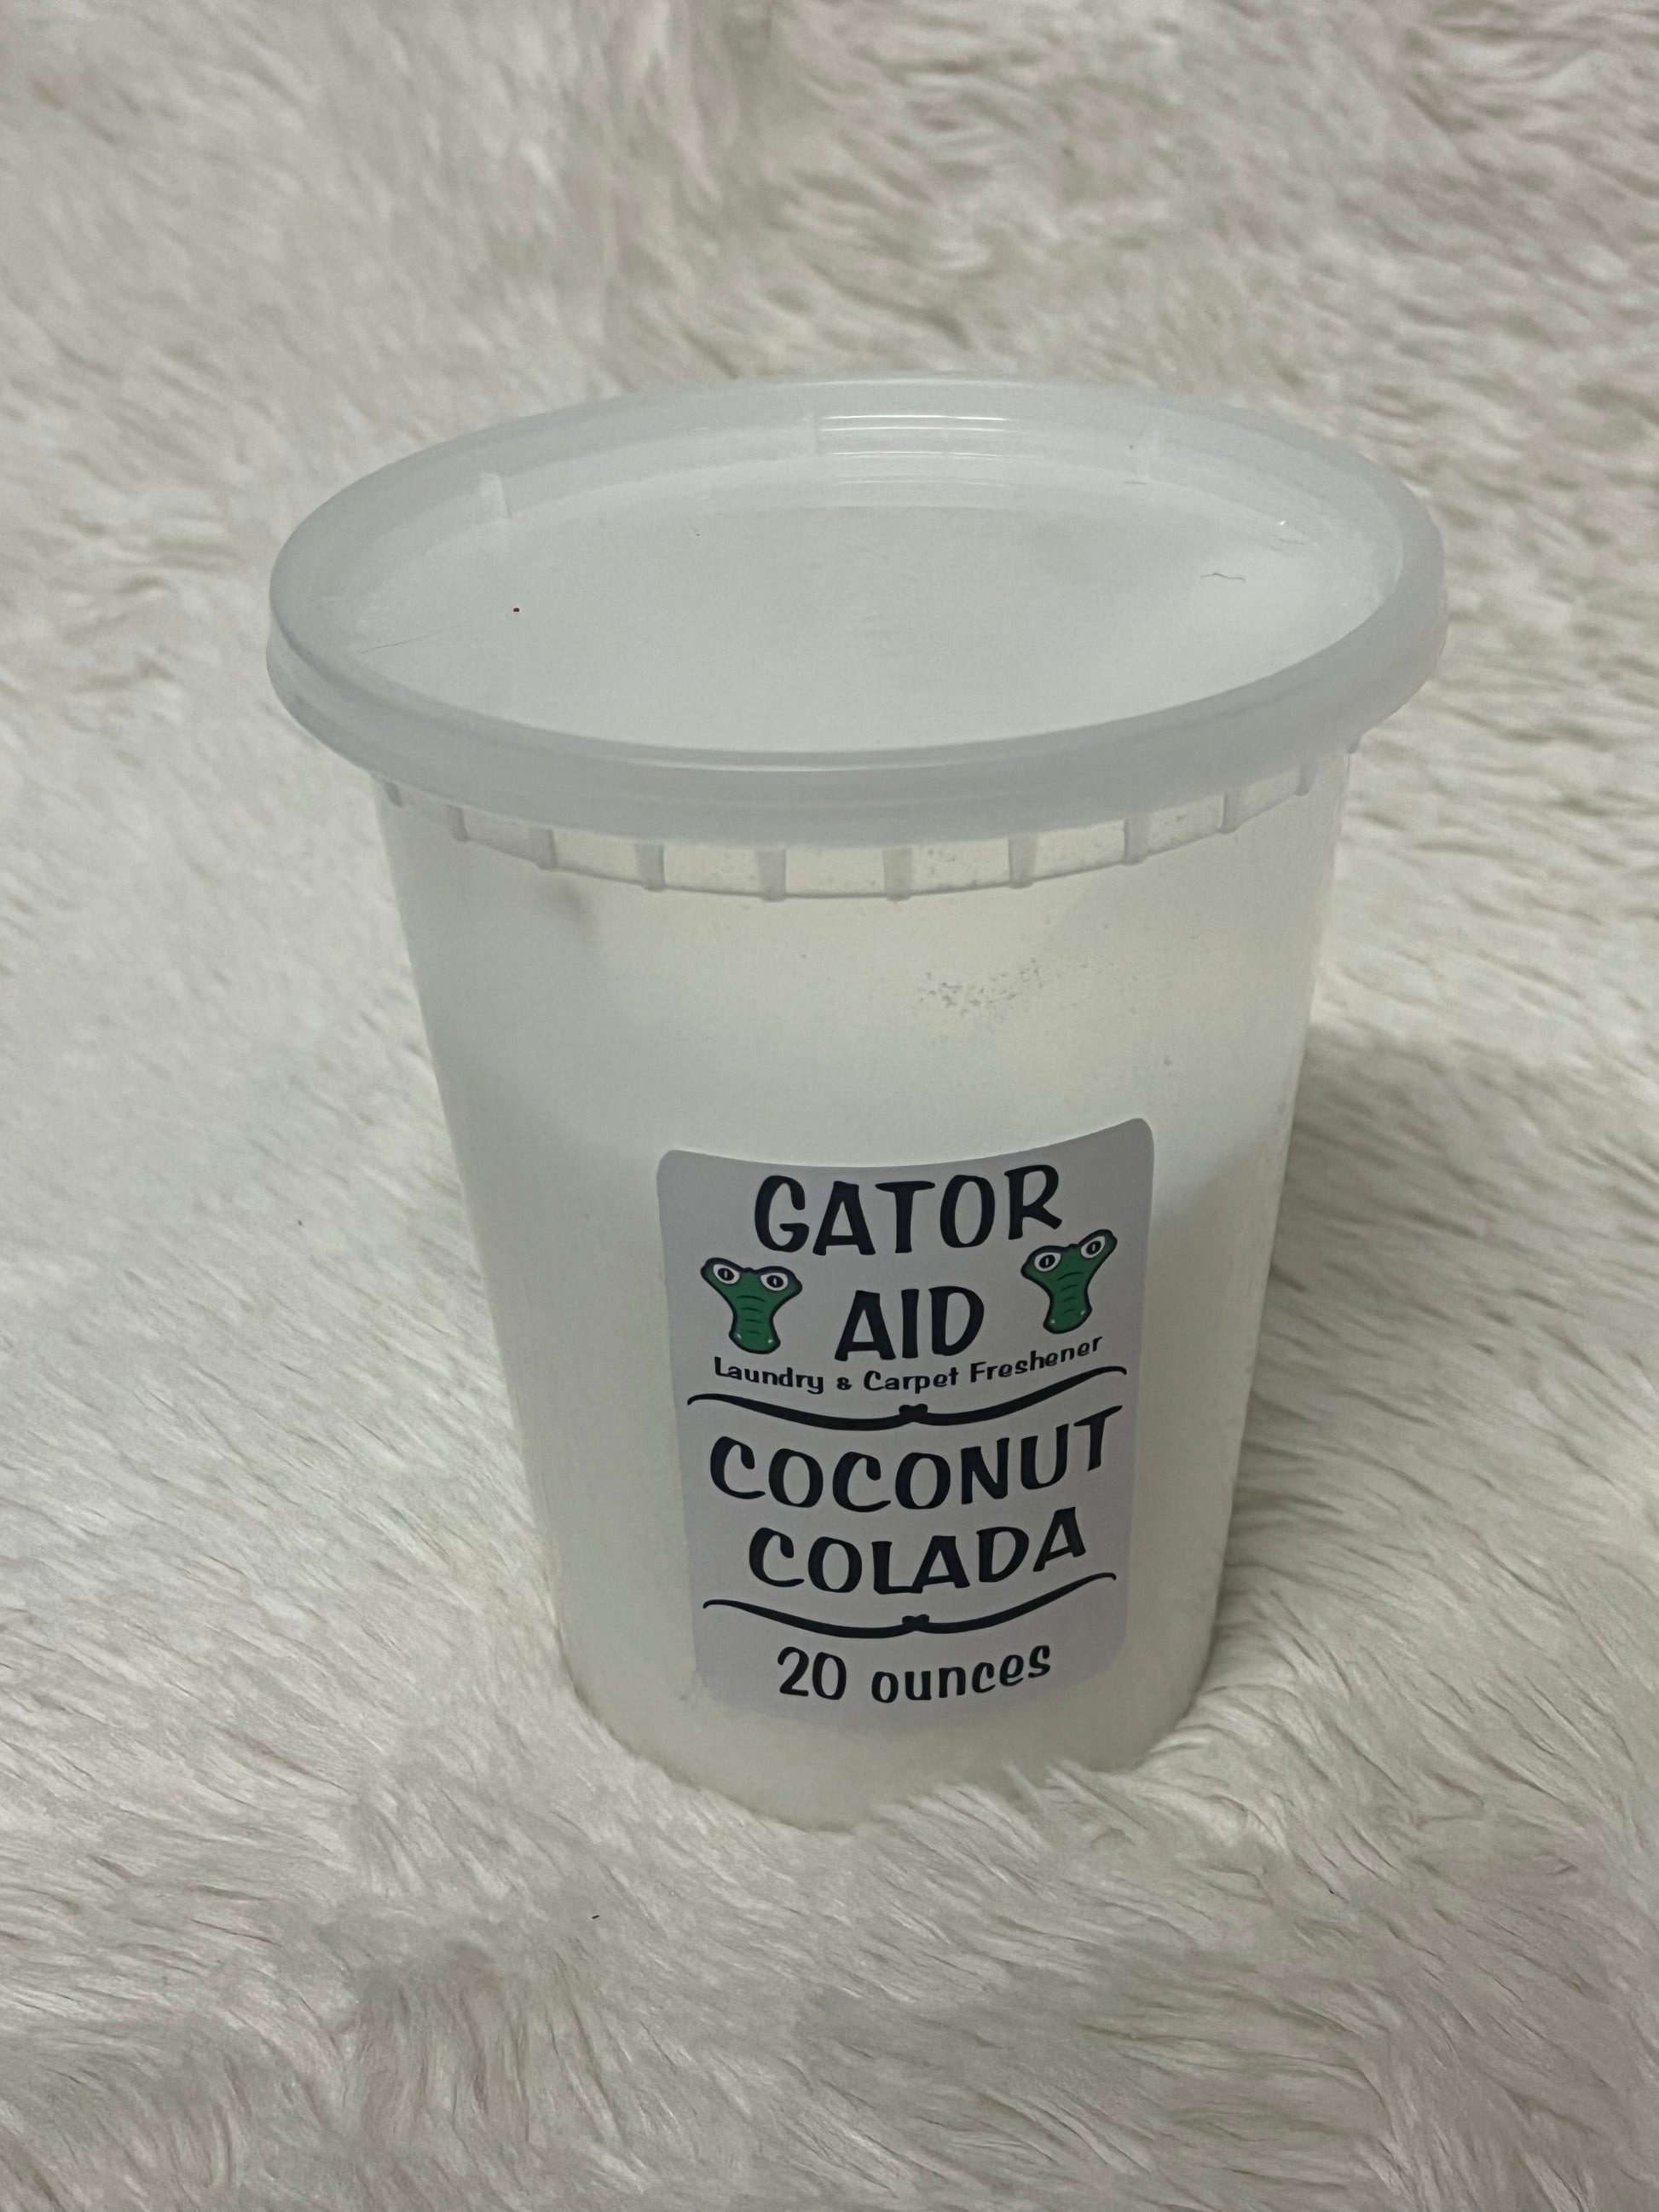 GATOR
AID
Laundry & Carpet Freshener
COCONUT
COLADA
20 ounces